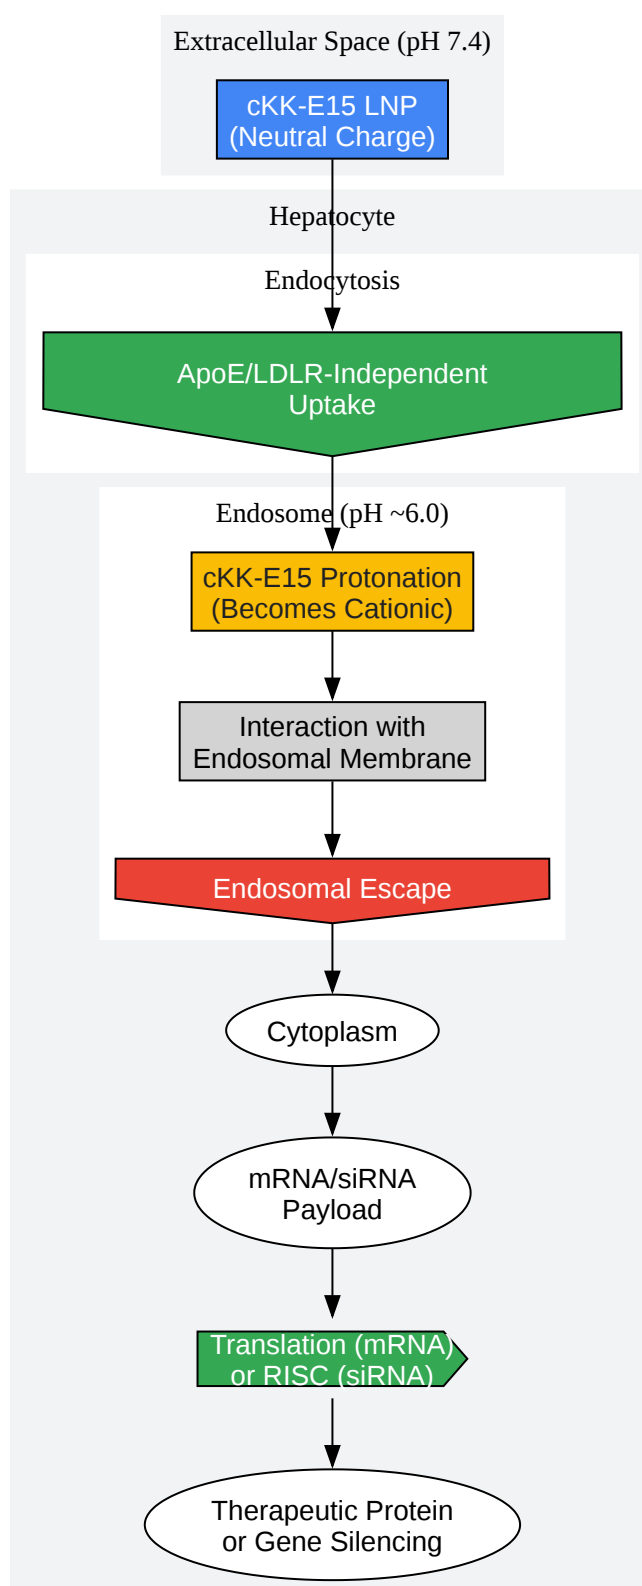 Extracellular Space (pH 7.4)
cKK-E15 LNP
(Neutral Charge)
Hepatocyte
Endocytosis
ApoE/LDLR-Independent
Uptake
Endosome (pH ~6.0)
cKK-E15 Protonation
(Becomes Cationic)
Interaction with
Endosomal Membrane
Endosomal Escape
Cytoplasm
mRNA/siRNA
Payload
Translation (mRNA)
or RISC (siRNA)
Therapeutic Protein
or Gene Silencing